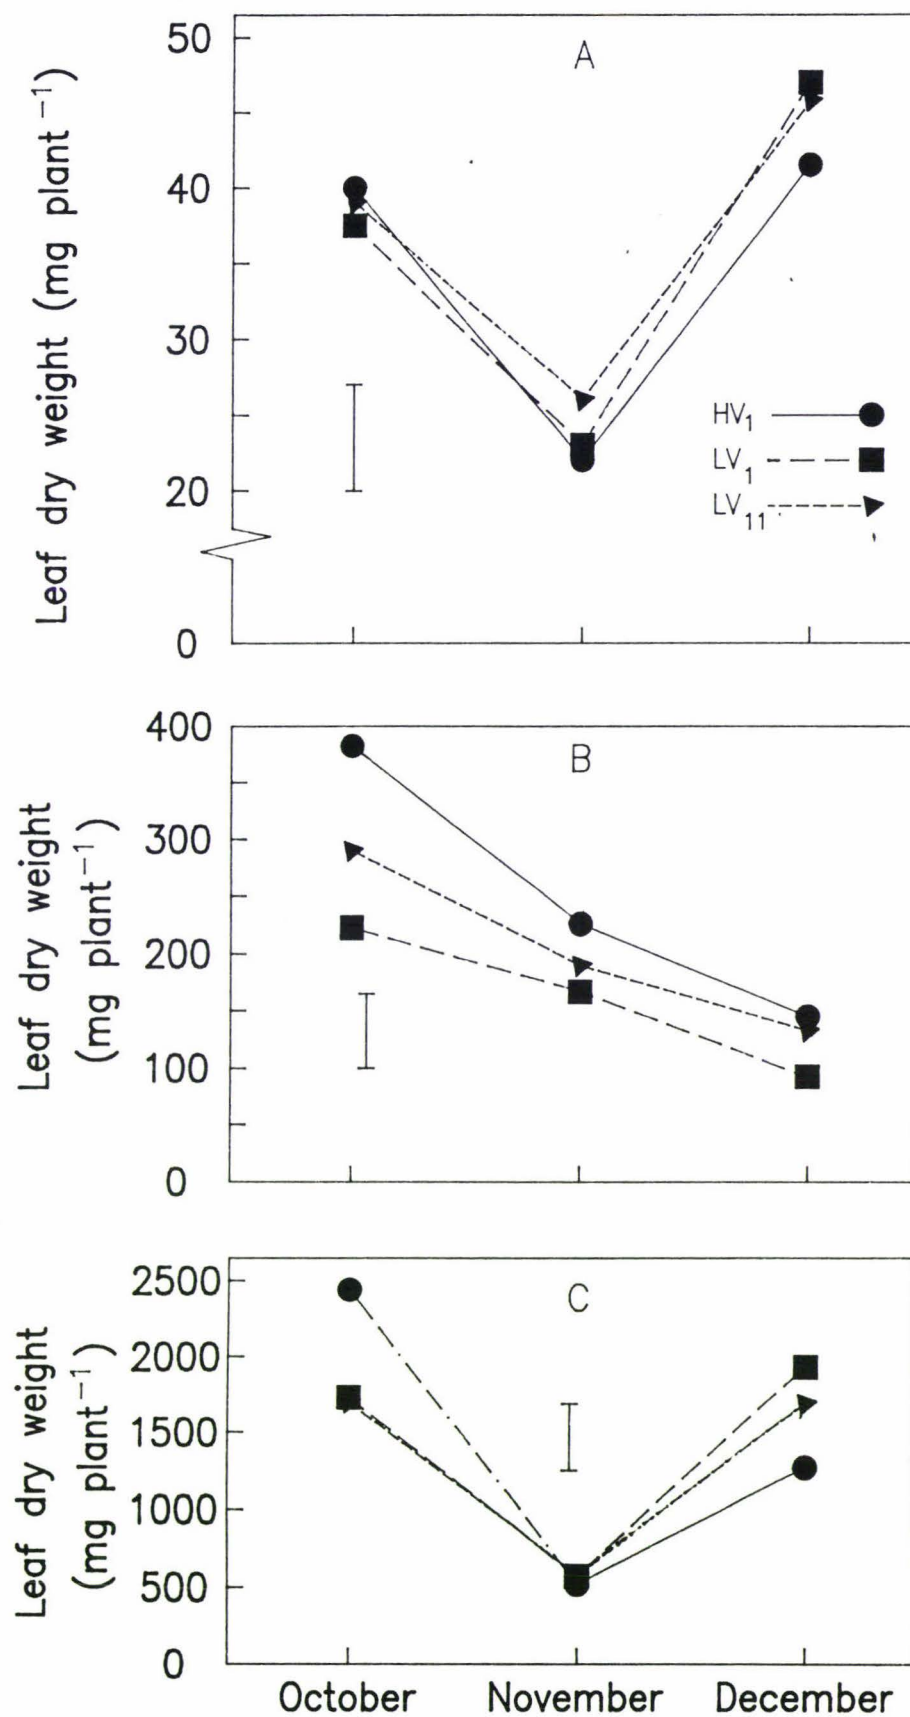 A
Leaf dry weight (mg plant⁻¹)
50
40
30
20
0
HV₁
LV₁
LV₁₁
B
Leaf dry weight
(mg plant⁻¹)
400
300
200
100
0
C
Leaf dry weight
(mg plant⁻¹)
2500
2000
1500
1000
500
0
October November December